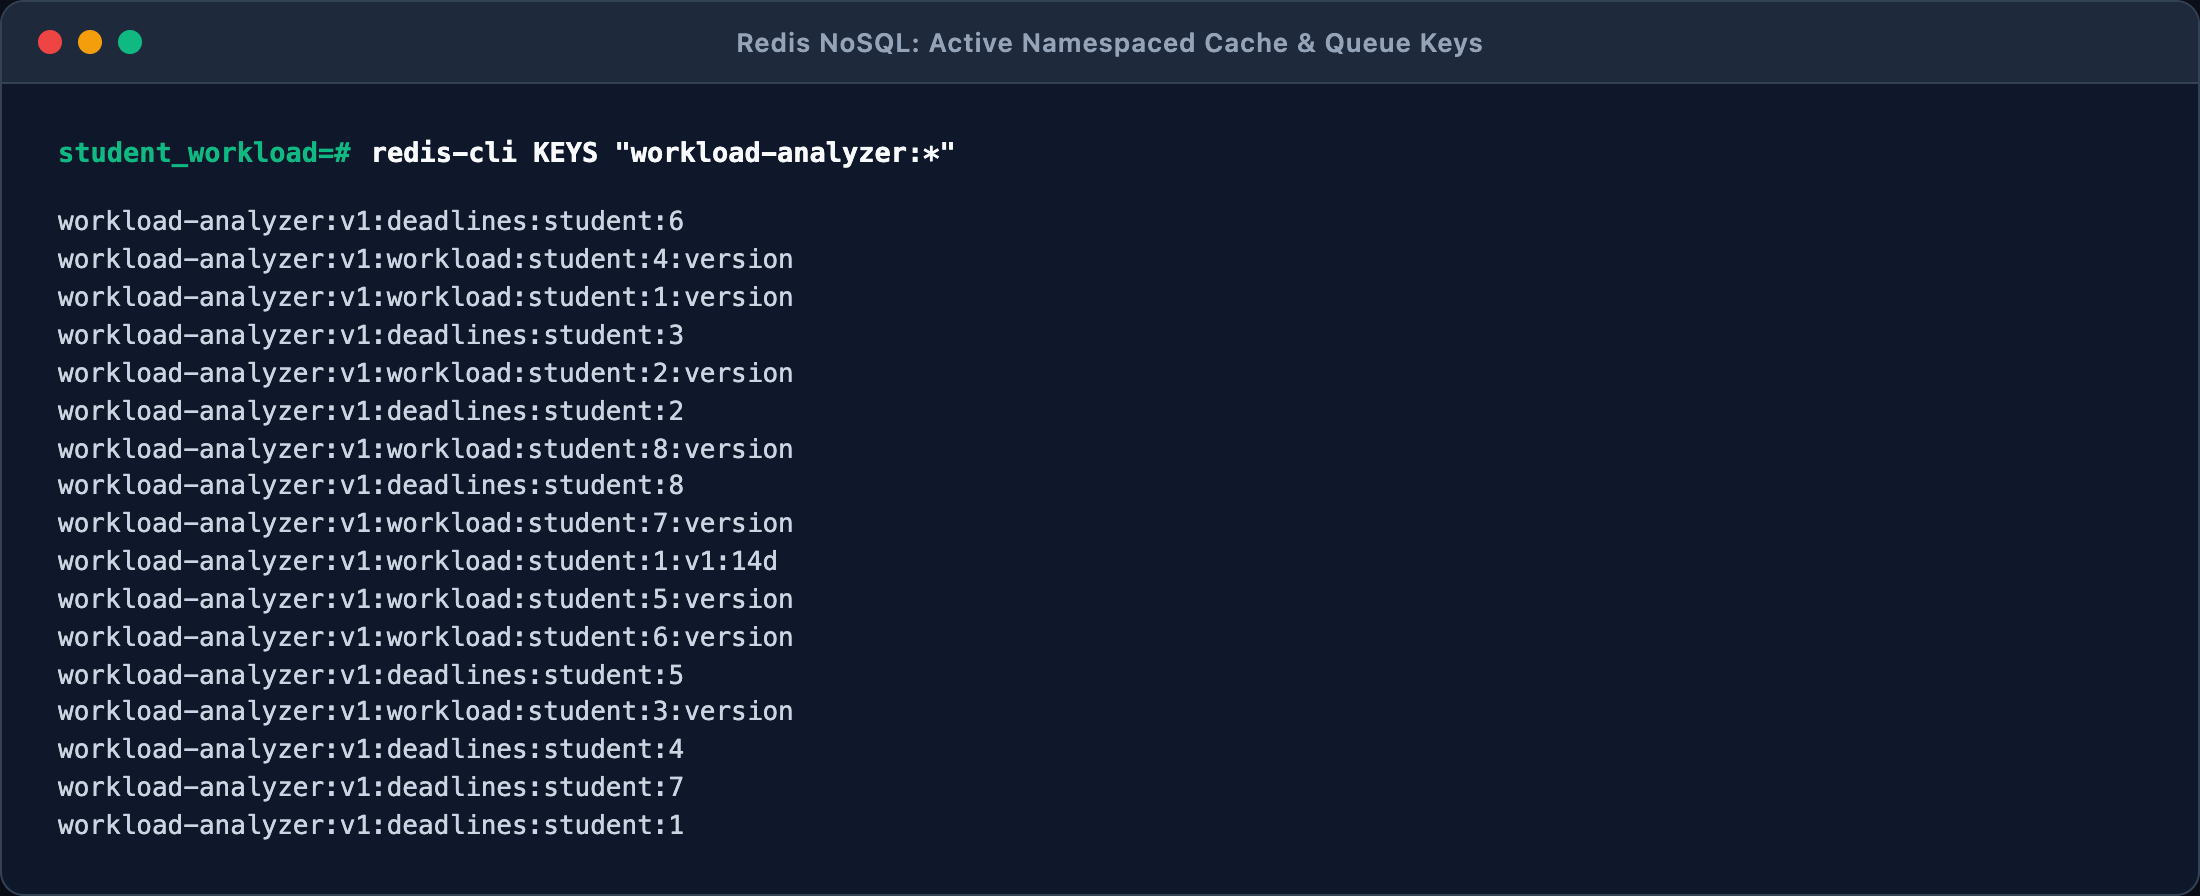 Redis NoSQL: Active Namespaced Cache & Queue Keys
student_workload=# redis-cli KEYS "workload-analyzer:*"
workload-analyzer:v1:deadlines:student:6
workload-analyzer:v1:workload:student:4:version
workload-analyzer:v1:workload:student:1:version
workload-analyzer:v1:deadlines:student:3
workload-analyzer:v1:workload:student:2:version
workload-analyzer:v1:deadlines:student:2
workload-analyzer:v1:workload:student:8:version
workload-analyzer:v1:deadlines:student:8
workload-analyzer:v1:workload:student:7:version
workload-analyzer:v1:workload:student:1:v1:14d
workload-analyzer:v1:workload:student:5:version
workload-analyzer:v1:workload:student:6:version
workload-analyzer:v1:deadlines:student:5
workload-analyzer:v1:workload:student:3:version
workload-analyzer:v1:deadlines:student:4
workload-analyzer:v1:deadlines:student:7
workload-analyzer:v1:deadlines:student:1